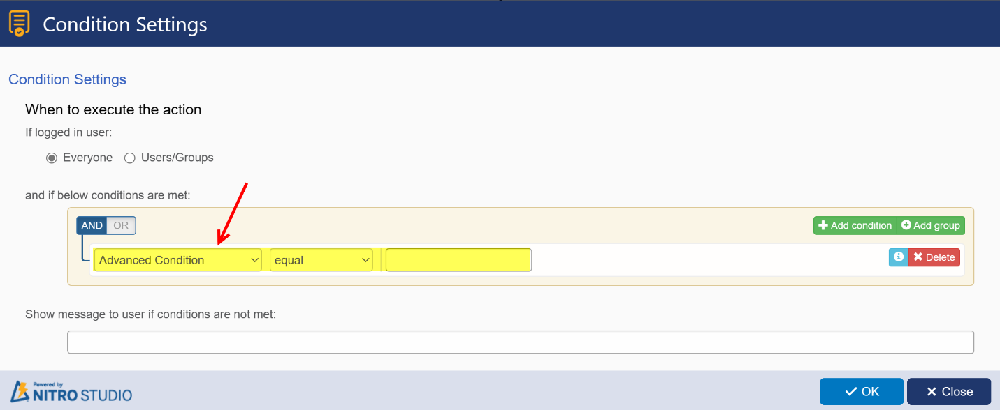 Condition Settings
Condition Settings
When to execute the action
If logged in user:
Everyone Users/Groups
and if below conditions are met:
AND OR Add condition Add group
Advanced Condition equal Delete
Show message to user if conditions are not met:
Powered by
NITRO STUDIO
OK Close